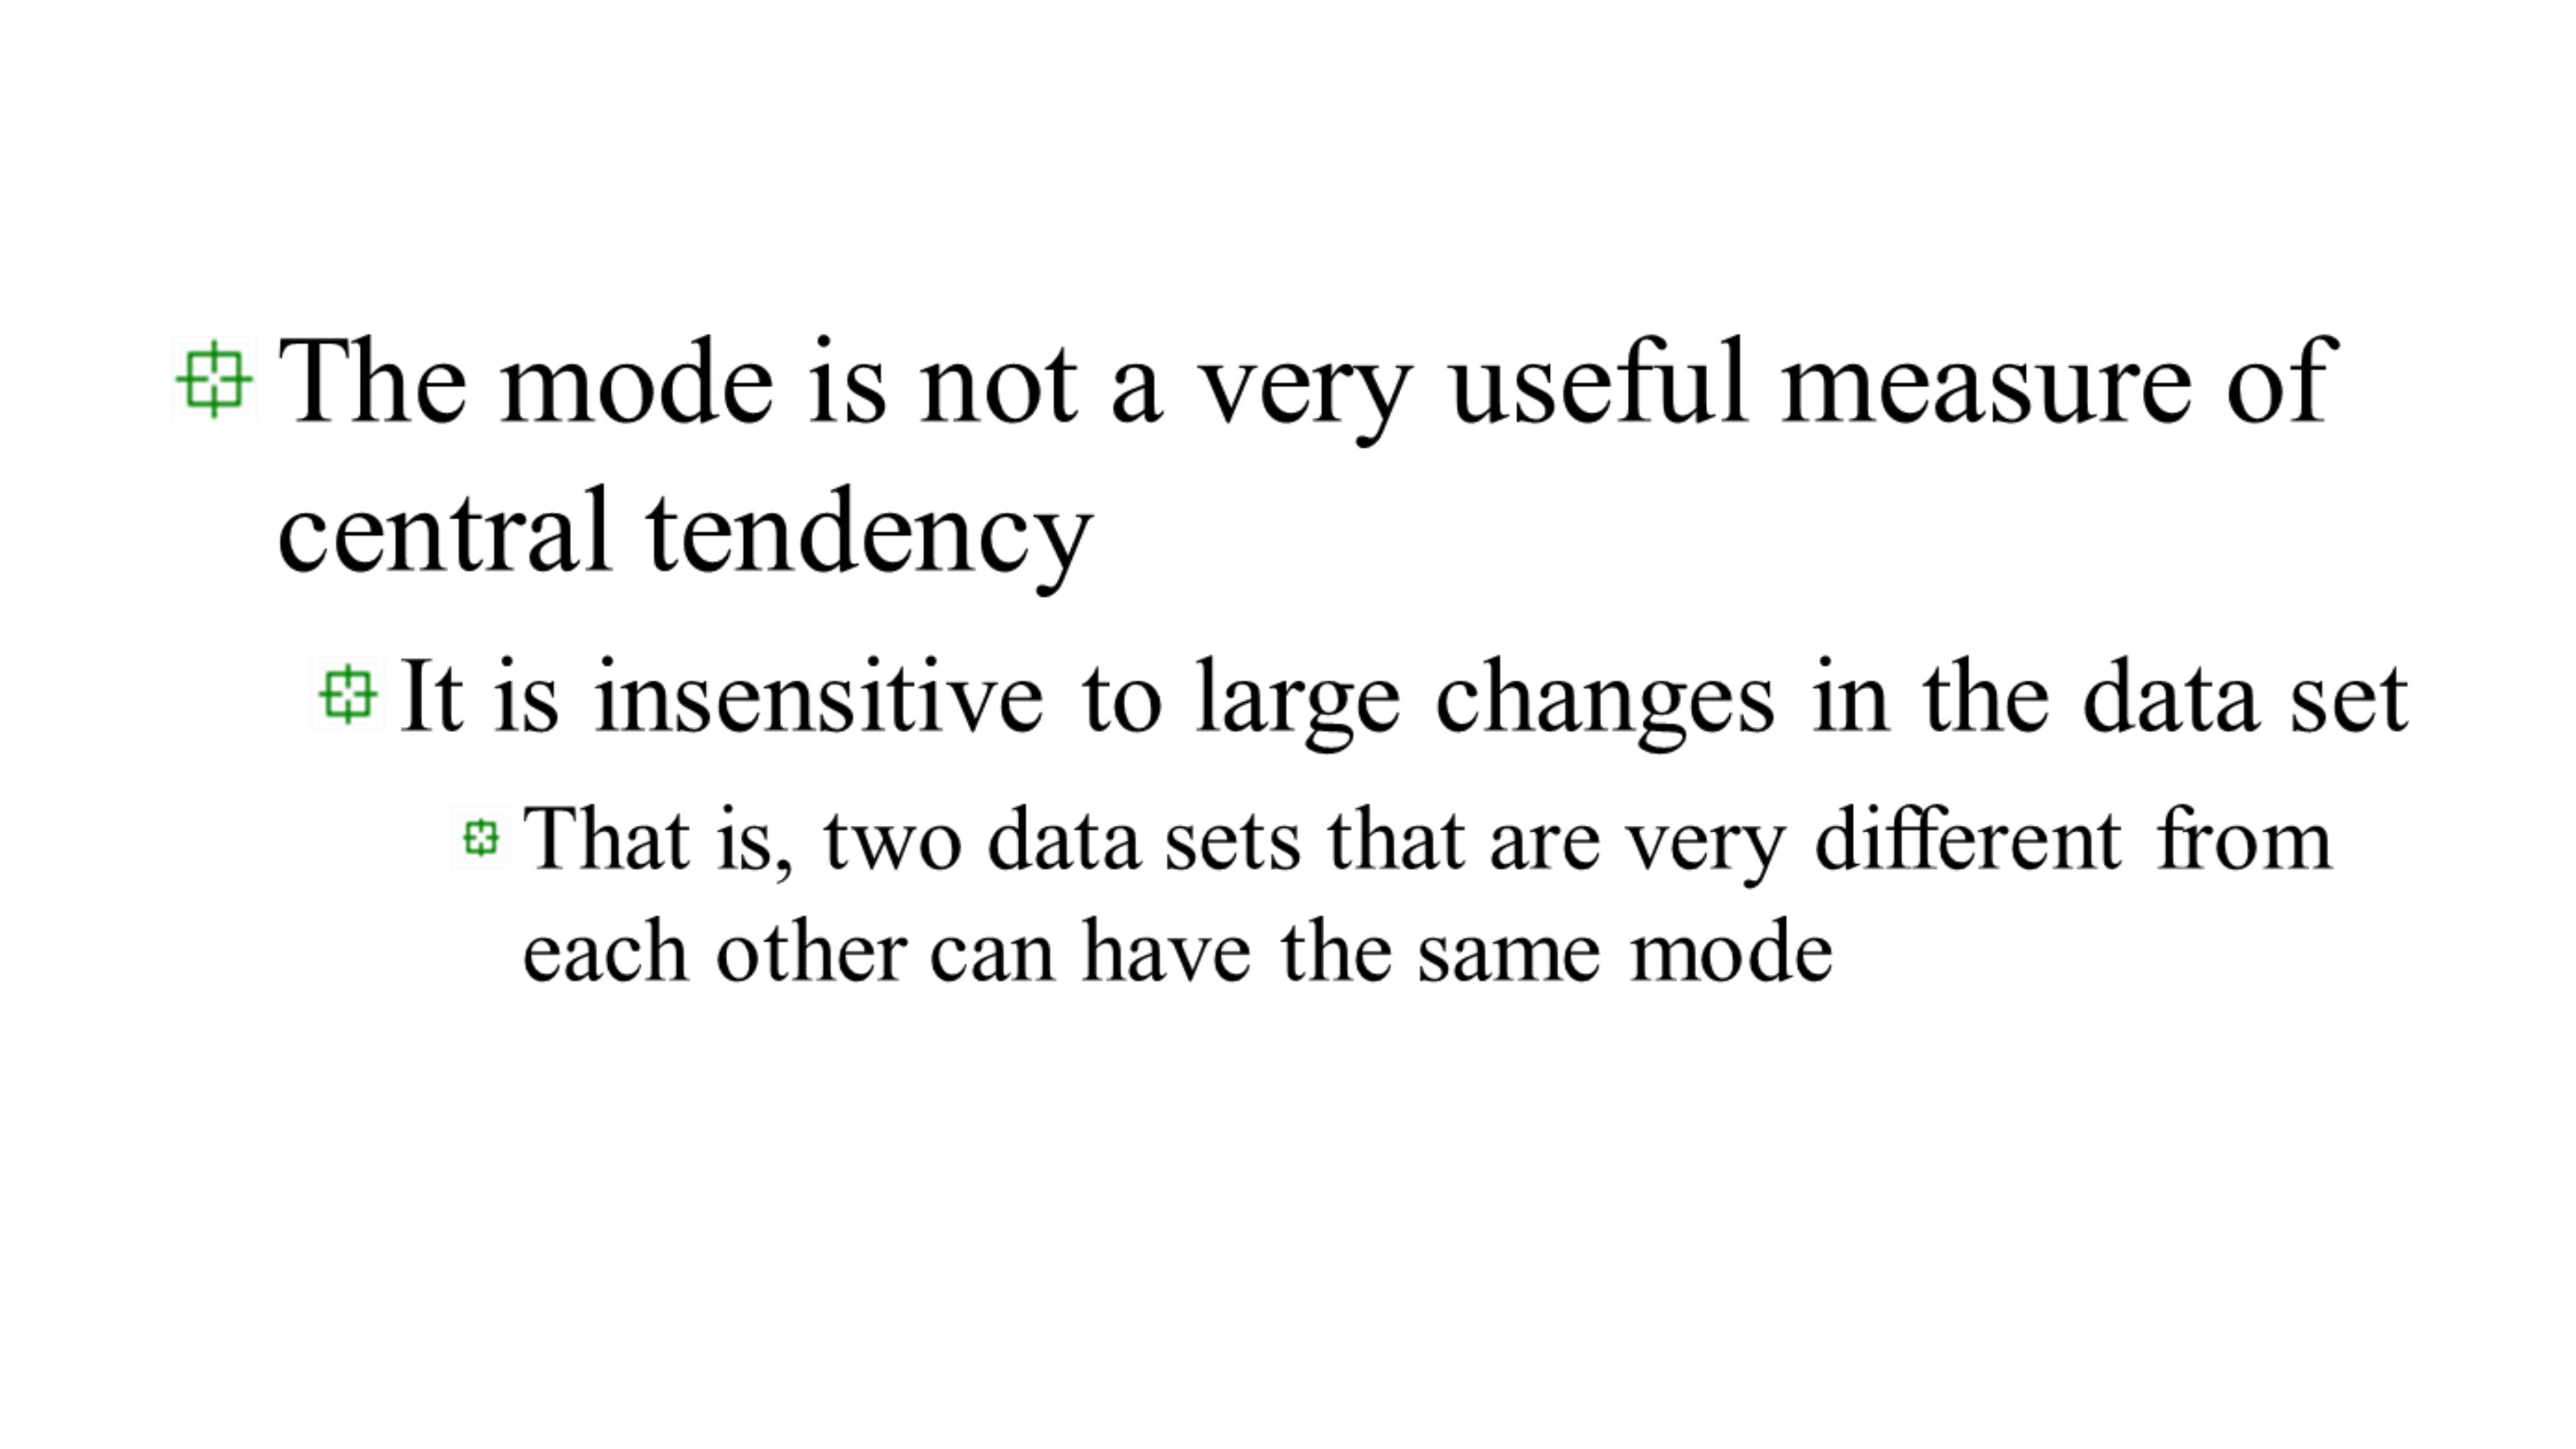 The mode is not a very useful measure of
central tendency
It is insensitive to large changes in the data set
That is, two data sets that are very different from
each other can have the same mode